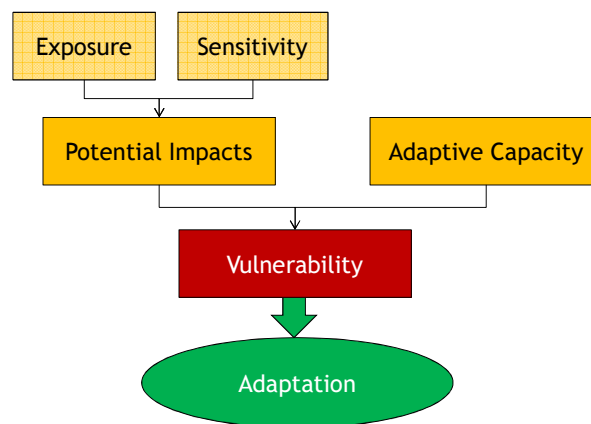 Exposure
Sensitivity
Potential Impacts
Adaptive Capacity
Vulnerability
Adaptation